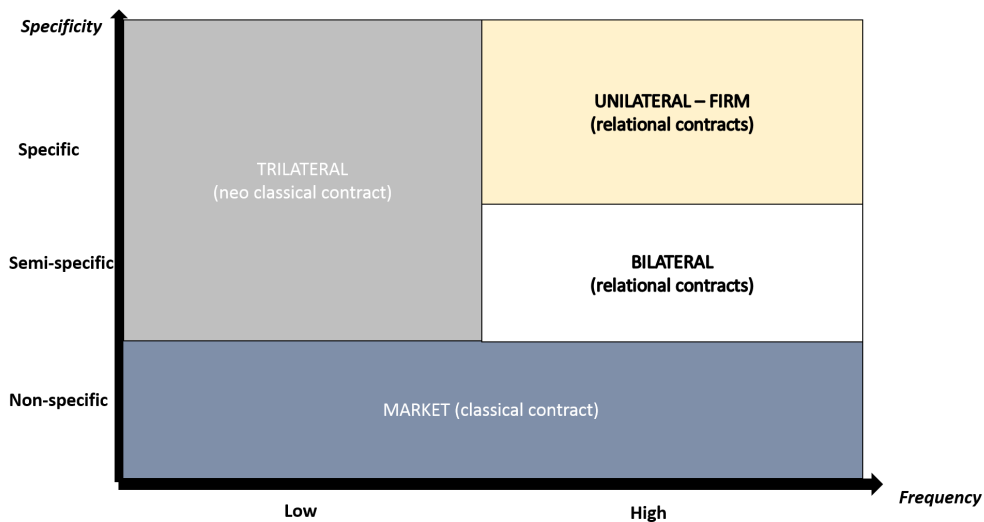 Specificity
UNILATERAL – FIRM
(relational contracts)
Specific
TRILATERAL
(neo classical contract)
Semi-specific
BILATERAL
(relational contracts)
Non-specific
MARKET (classical contract)
Frequency
Low
High